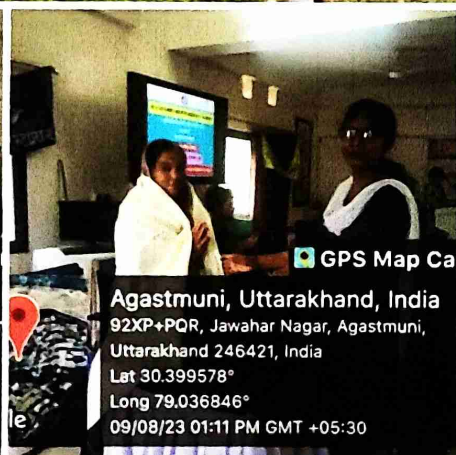 GPS Map Ca
Agastmuni, Uttarakhand, India
92XP+PQR, Jawahar Nagar, Agastmuni,
Uttarakhand 246421, India
Lat 30.399578°
Long 79.036846°
09/08/23 01:11 PM GMT +05:30
le